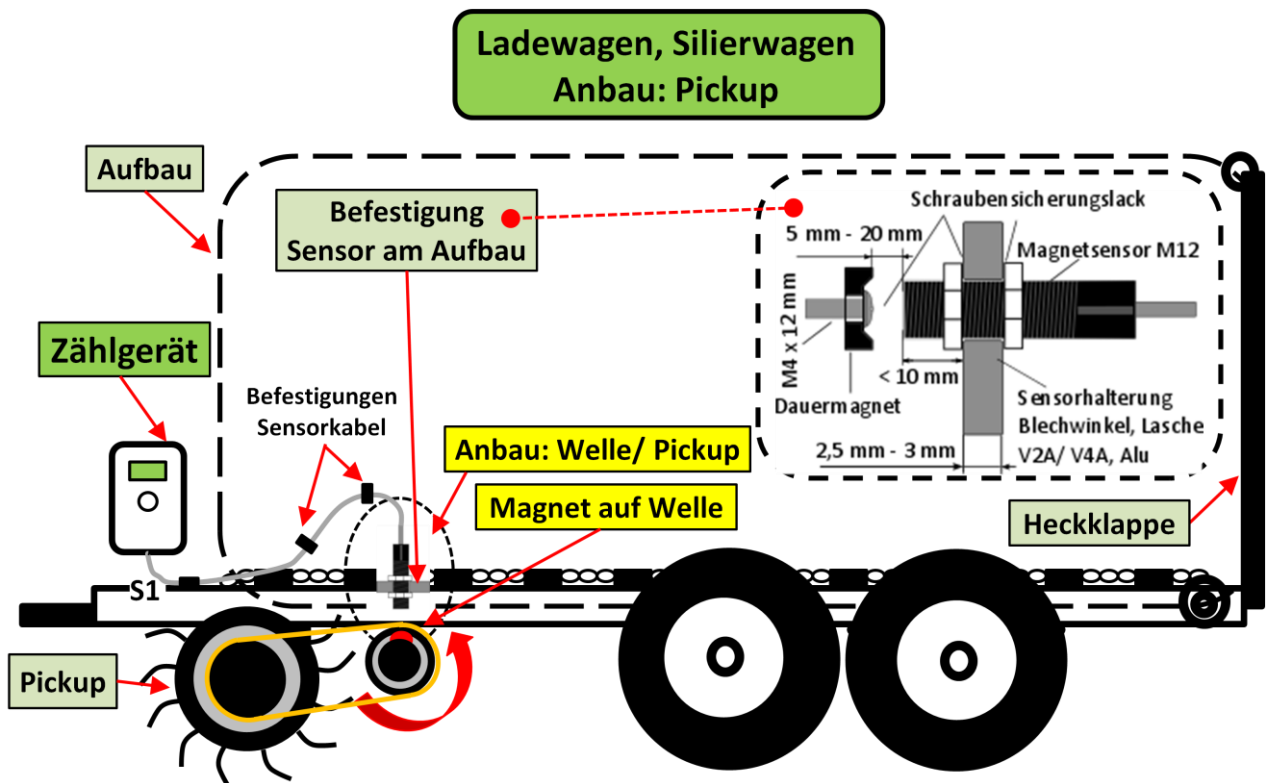 Ladewagen, Silierwagen
Anbau: Pickup
Aufbau
Befestigung
Sensor am Aufbau
Schraubensicherungslack
5 mm - 20 mm
Magnetsensor M12
M4 x 12 mm
< 10 mm
Dauermagnet
Sensorhalterung
Blechwinkel, Lasche
V2A/ V4A, Alu
2,5 mm - 3 mm
Zählgerät
Befestigungen
Sensorkabel
Anbau: Welle/ Pickup
Magnet auf Welle
Heckklappe
S1
Pickup